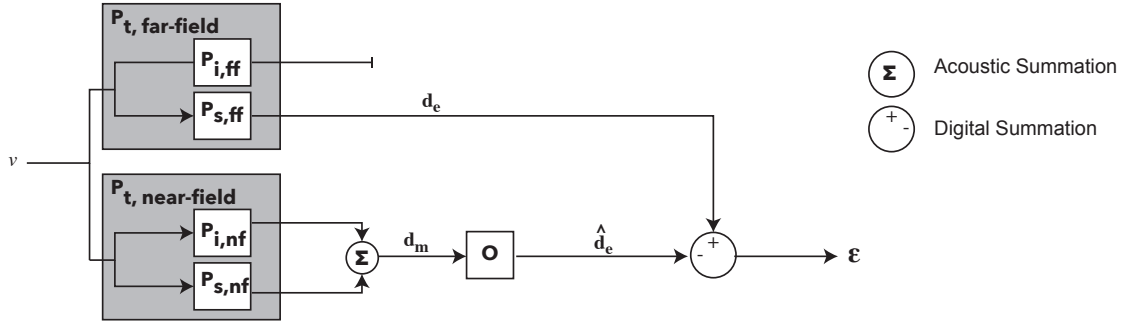 P_t, far-field
P_i,ff
P_s,ff
d_e
v
P_t, near-field
P_i,nf
P_s,nf
Σ
d_m
O
d̂_e
+
-
ε
Σ Acoustic Summation
+ - Digital Summation